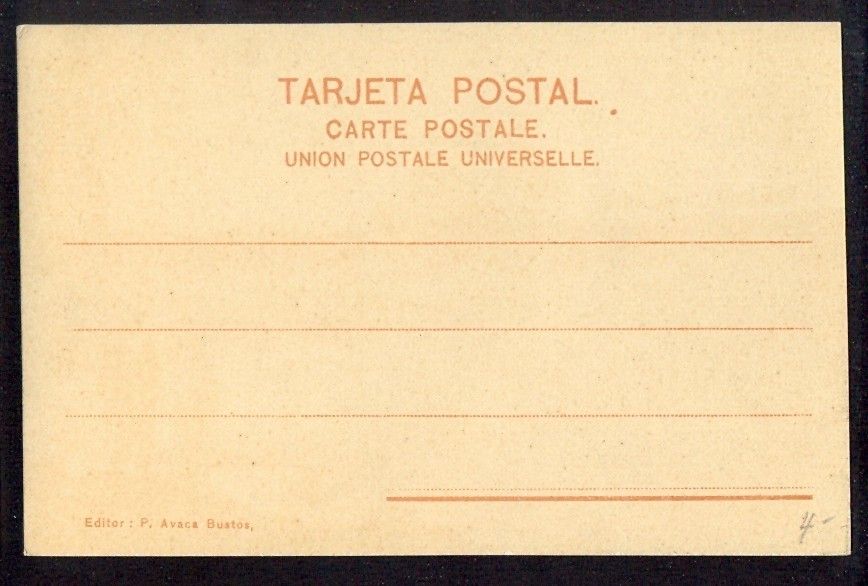 TARJETA POSTAL.
CARTE POSTALE.
UNION POSTALE UNIVERSELLE.
Editor: P. Avaca Bustos,
4-